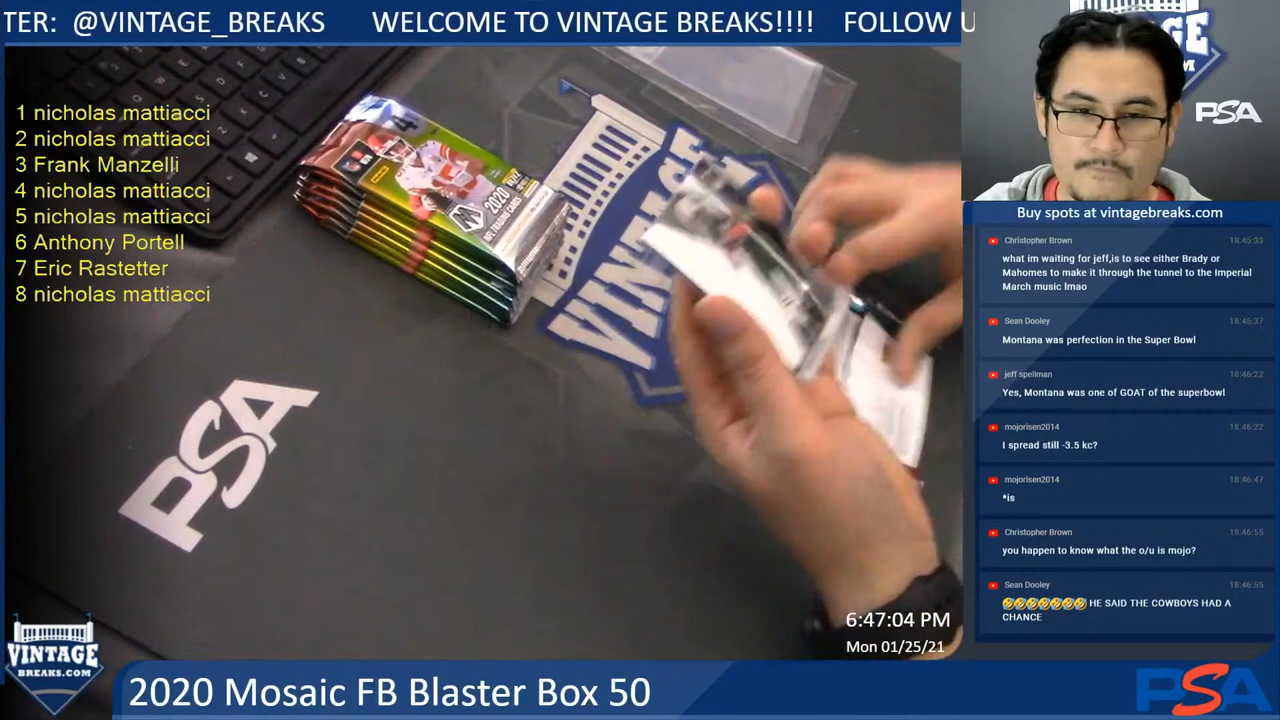 TER: @VINTAGE_BREAKS WELCOME TO VINTAGE BREAKS!!!! FOLLOW U
1 nicholas mattiacci
2 nicholas mattiacci
3 Frank Manzelli
4 nicholas mattiacci
5 nicholas mattiacci
6 Anthony Portell
7 Eric Rastetter
8 nicholas mattiacci
4
2020
NFL TRADING CARDS
VINTAGE
PSA
PSA
Buy spots at vintagebreaks.com
Christopher Brown 18:45:33
what im waiting for jeff,is to see either Brady or
Mahomes to make it through the tunnel to the Imperial
March music lmao
Sean Dooley 18:45:37
Montana was perfection in the Super Bowl
jeff spellman 18:46:22
Yes, Montana was one of GOAT of the superbowl
mojorisen2014 18:46:22
I spread still -3.5 kc?
mojorisen2014 18:46:47
*is
Christopher Brown 18:46:55
you happen to know what the o/u is mojo?
Sean Dooley 18:46:55
🤣🤣🤣🤣🤣🤣🤣 HE SAID THE COWBOYS HAD A
CHANCE
6:47:04 PM
Mon 01/25/21
VINTAGE
BREAKS.COM
2020 Mosaic FB Blaster Box 50
PSA